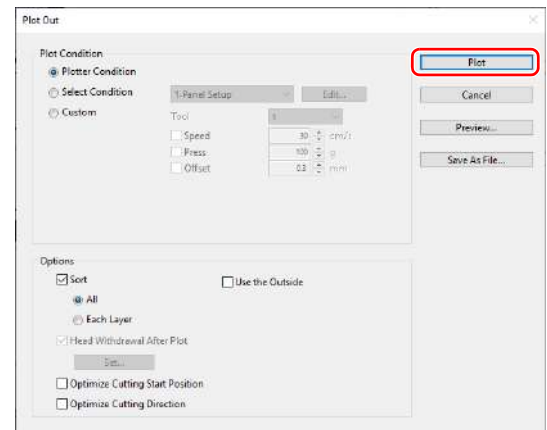 Plot Out
Plot Condition
Plotter Condition
Select Condition
1-Panel Setup
Edit...
Custom
Tool
1
Speed
30
cm/s
Press
100
g
Offset
0.3
mm
Plot
Cancel
Preview...
Save As File...
Options
Sort
Use the Outside
All
Each Layer
Head Withdrawal After Plot
Set...
Optimize Cutting Start Position
Optimize Cutting Direction